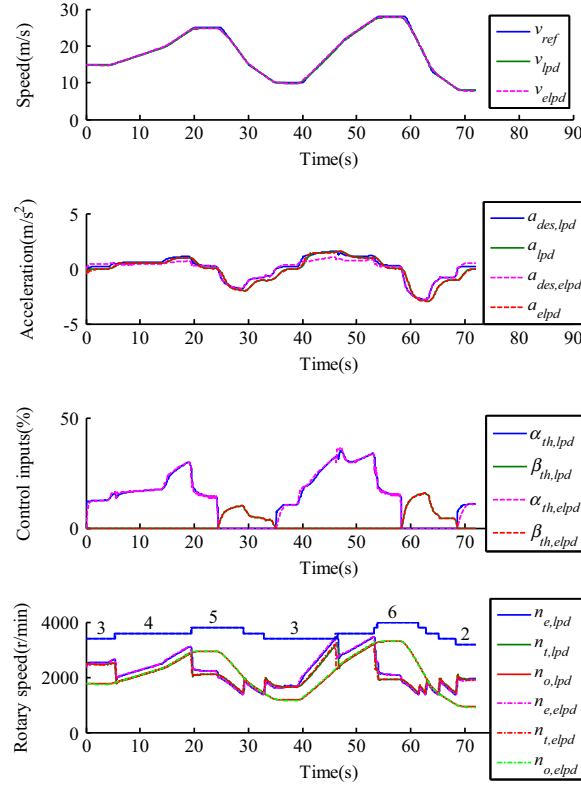 30
20
10
0
Speed(m/s)
0 10 20 30 40 50 60 70 80 90
Time(s)
v_ref
v_lpd
v_elpd
5
0
-5
Acceleration(m/s²)
0 10 20 30 40 50 60 70 80 90
Time(s)
a_des,lpd
a_lpd
a_des,elpd
a_elpd
50
0
Control inputs(%)
0 10 20 30 40 50 60 70 80 90
Time(s)
α_th,lpd
β_th,lpd
α_th,elpd
β_th,elpd
4000
2000
0
Rotary speed(r/min)
3 4 5 3 6 2
0 10 20 30 40 50 60 70 80
Time(s)
n_e,lpd
n_t,lpd
n_o,lpd
n_e,elpd
n_t,elpd
n_o,elpd